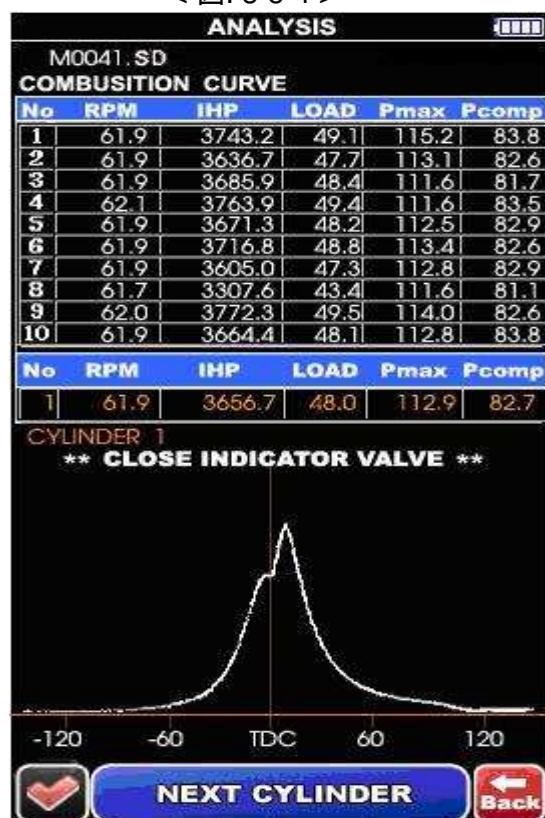 ANALYSIS
M0041.SD
COMBUSITION CURVE
No RPM IHP LOAD Pmax Pcomp
1 61.9 3743.2 49.1 115.2 83.8
2 61.9 3636.7 47.7 113.1 82.6
3 61.9 3685.9 48.4 111.6 81.7
4 62.1 3763.9 49.4 111.6 83.5
5 61.9 3671.3 48.2 112.5 82.9
6 61.9 3716.8 48.8 113.4 82.6
7 61.9 3605.0 47.3 112.8 82.9
8 61.7 3307.6 43.4 111.6 81.1
9 62.0 3772.3 49.5 114.0 82.6
10 61.9 3664.4 48.1 112.8 83.8
No RPM IHP LOAD Pmax Pcomp
1 61.9 3656.7 48.0 112.9 82.7
CYLINDER 1
** CLOSE INDICATOR VALVE **
-120 -60 TDC 60 120
NEXT CYLINDER
Back